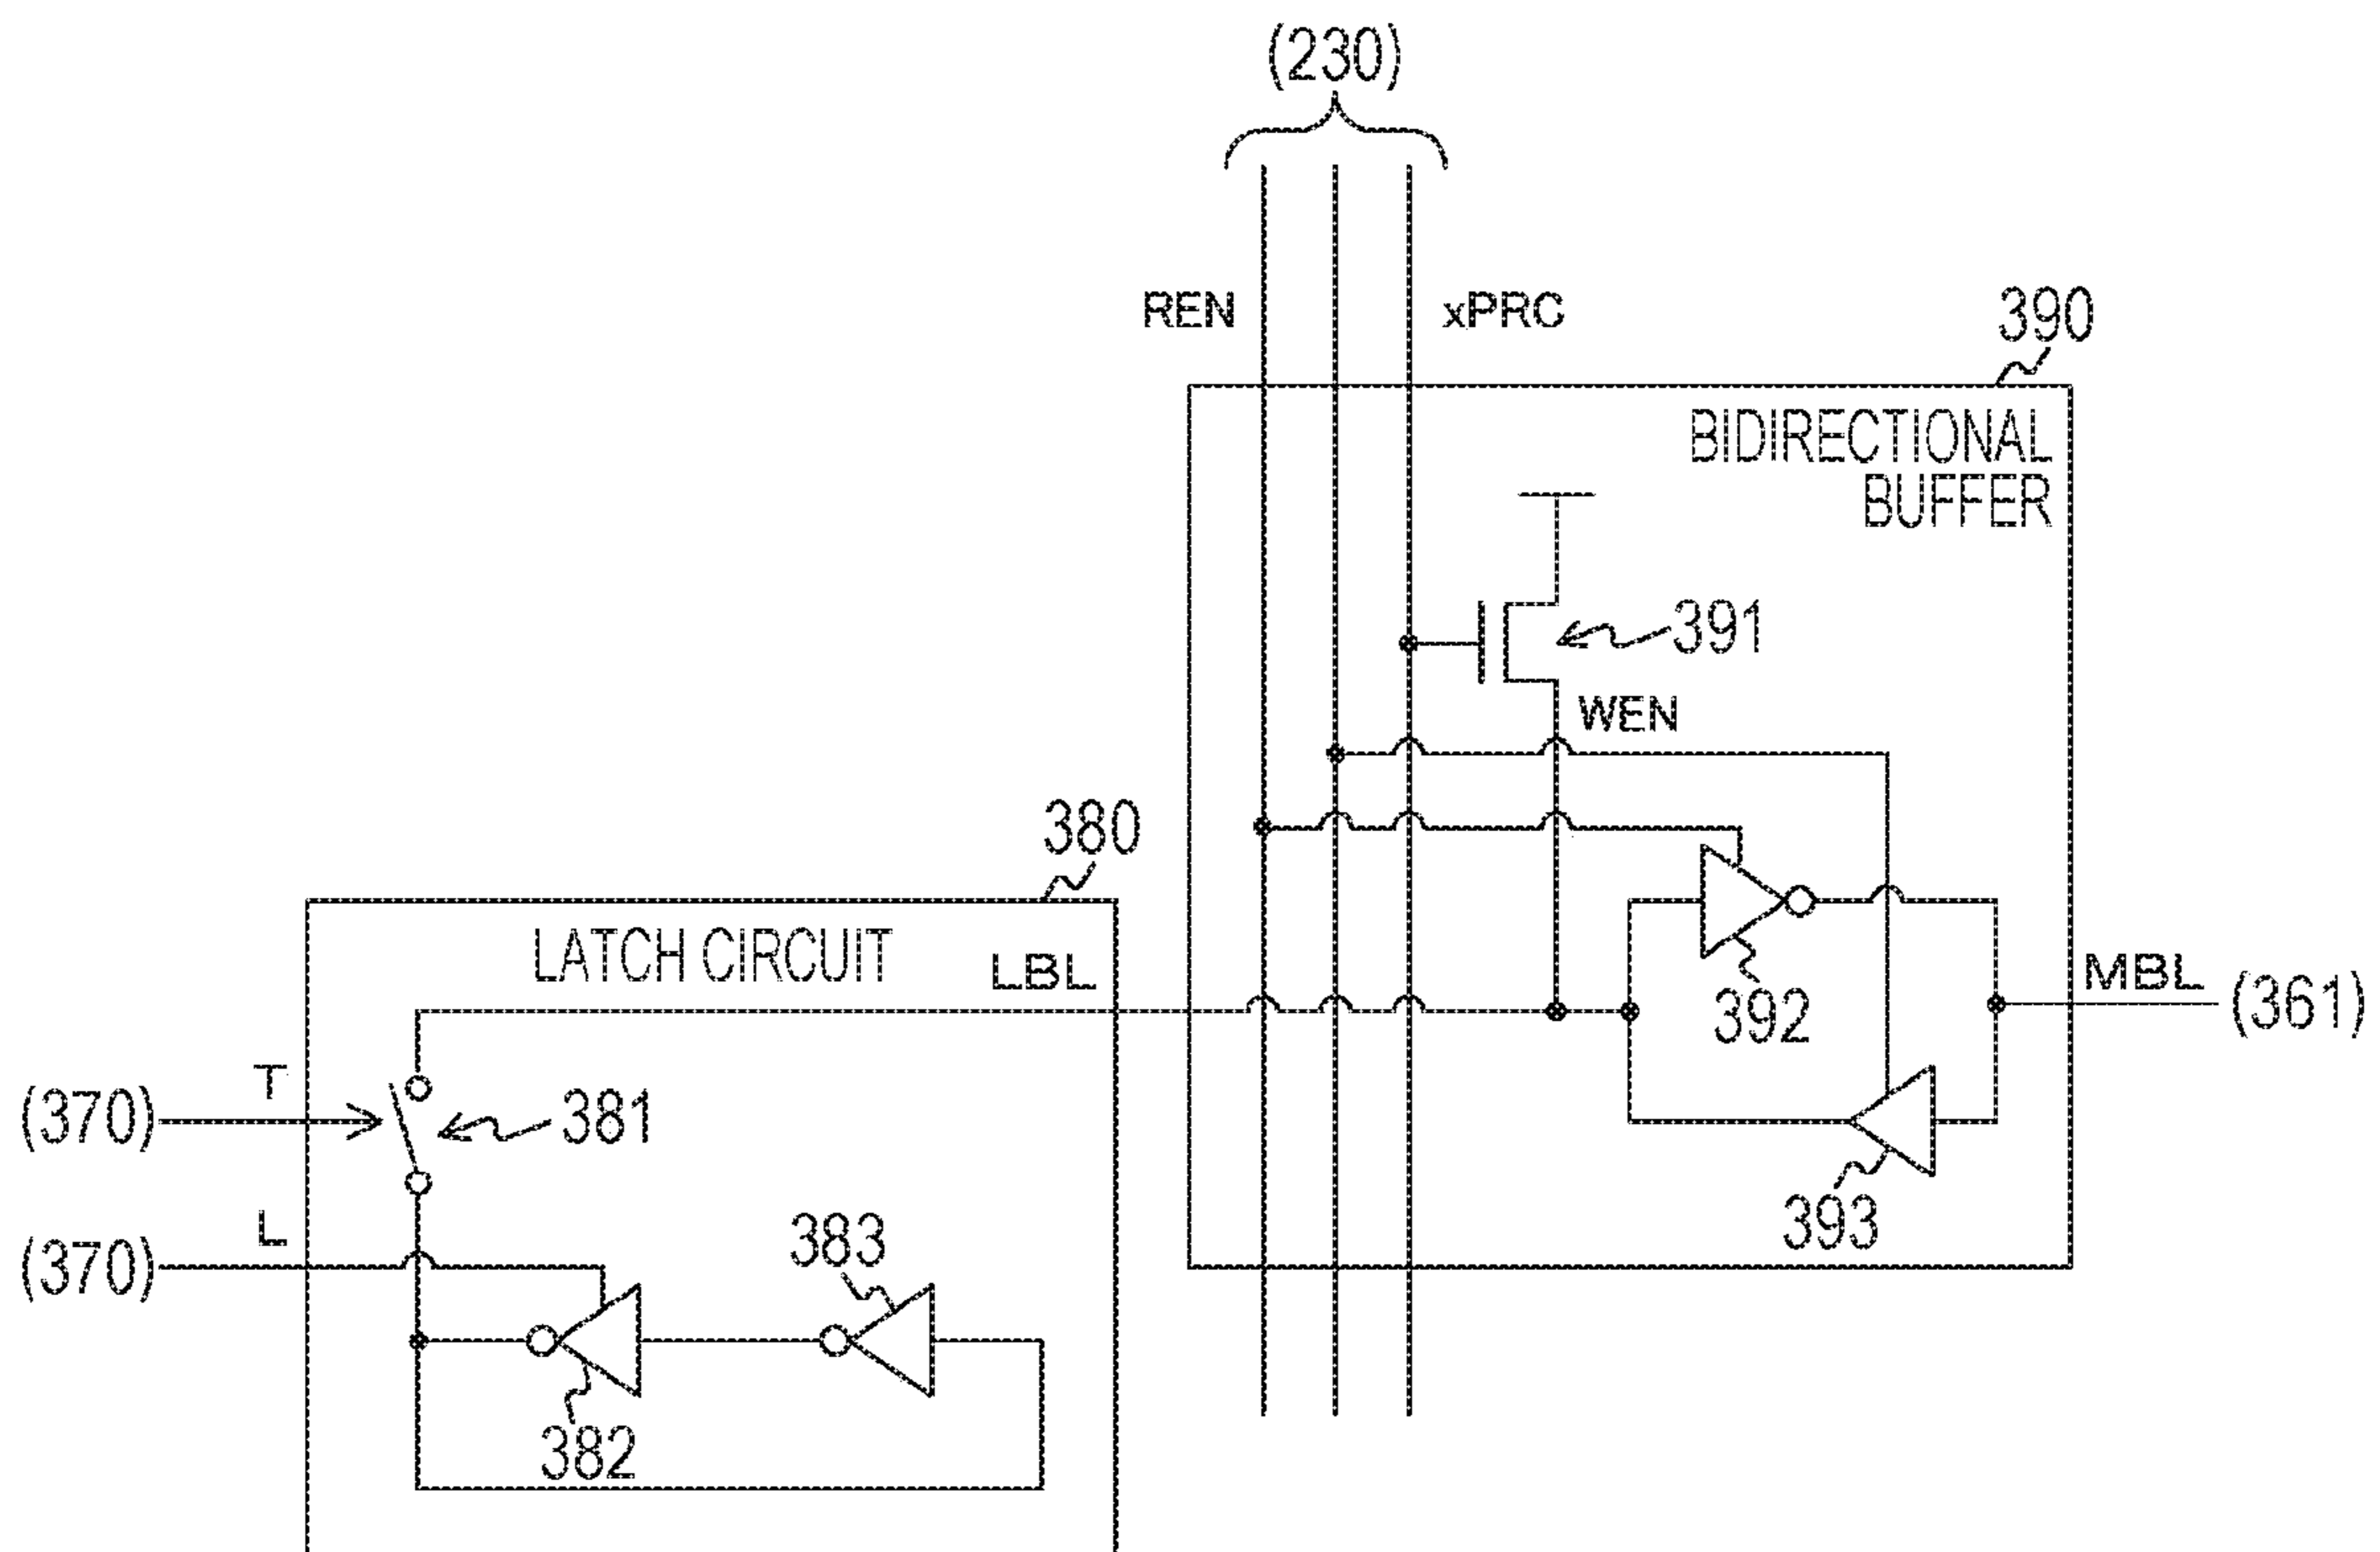 (230)
REN
xPRC
390
BIDIRECTIONAL
BUFFER
391
WEN
380
LATCH CIRCUIT
LBL
392
MBL
(361)
(370)
T
381
393
(370)
L
383
382